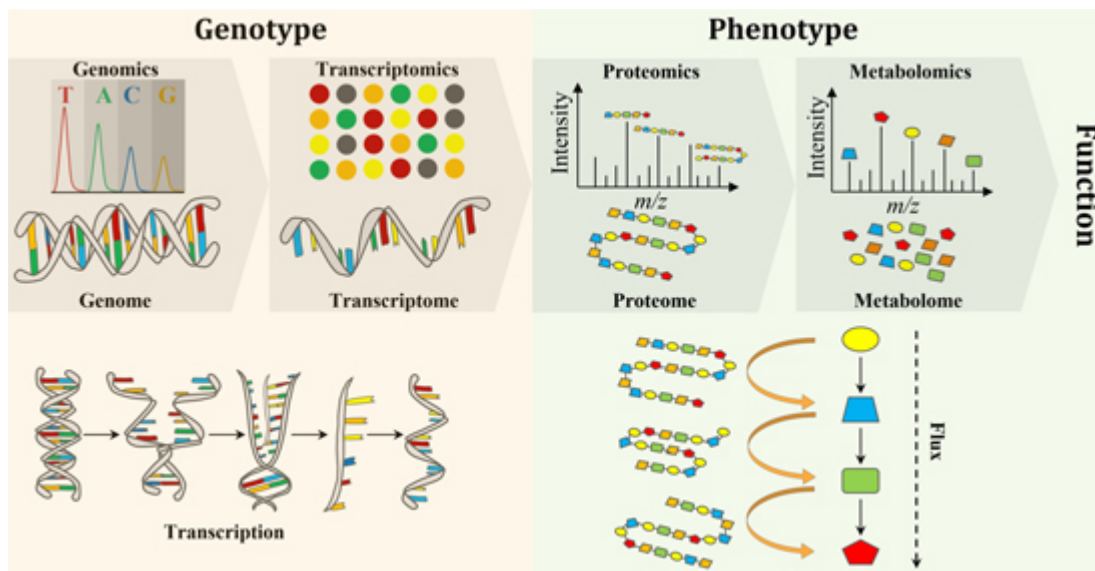 Genotype
Phenotype
Genomics
Transcriptomics
Proteomics
Metabolomics
T A C G
Intensity
m/z
Intensity
m/z
Genome
Transcriptome
Proteome
Metabolome
Function
Transcription
Flux